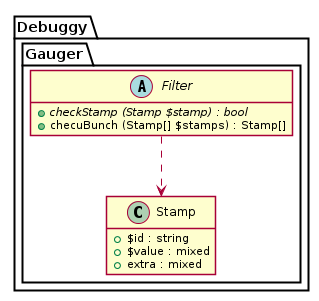 Debuggy
Gauger
A Filter
checkStamp (Stamp $stamp) : bool
checuBunch (Stamp[] $stamps) : Stamp[]
C Stamp
$id : string
$value : mixed
extra : mixed